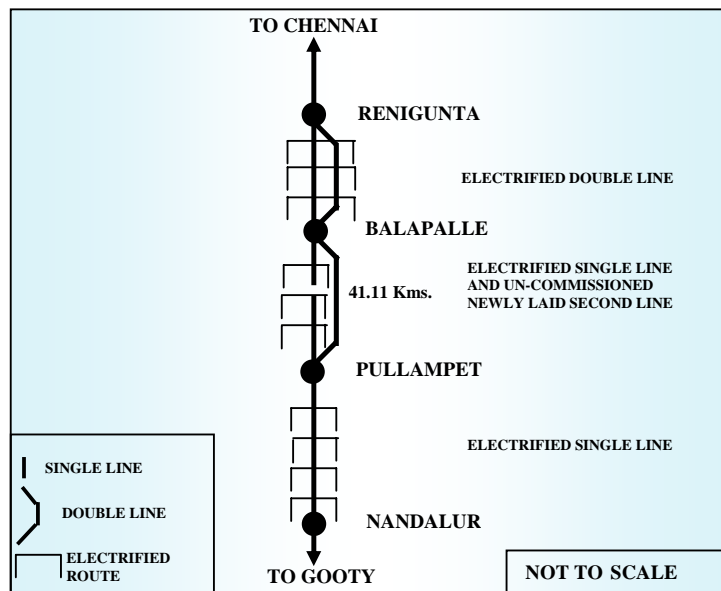 TO CHENNAI
RENIGUNTA
ELECTRIFIED DOUBLE LINE
BALAPALLE
ELECTRIFIED SINGLE LINE
AND UN-COMMISSIONED
NEWLY LAID SECOND LINE
41.11 Kms.
PULLAMPET
ELECTRIFIED SINGLE LINE
NANDALUR
TO GOOTY
SINGLE LINE
DOUBLE LINE
ELECTRIFIED
ROUTE
NOT TO SCALE